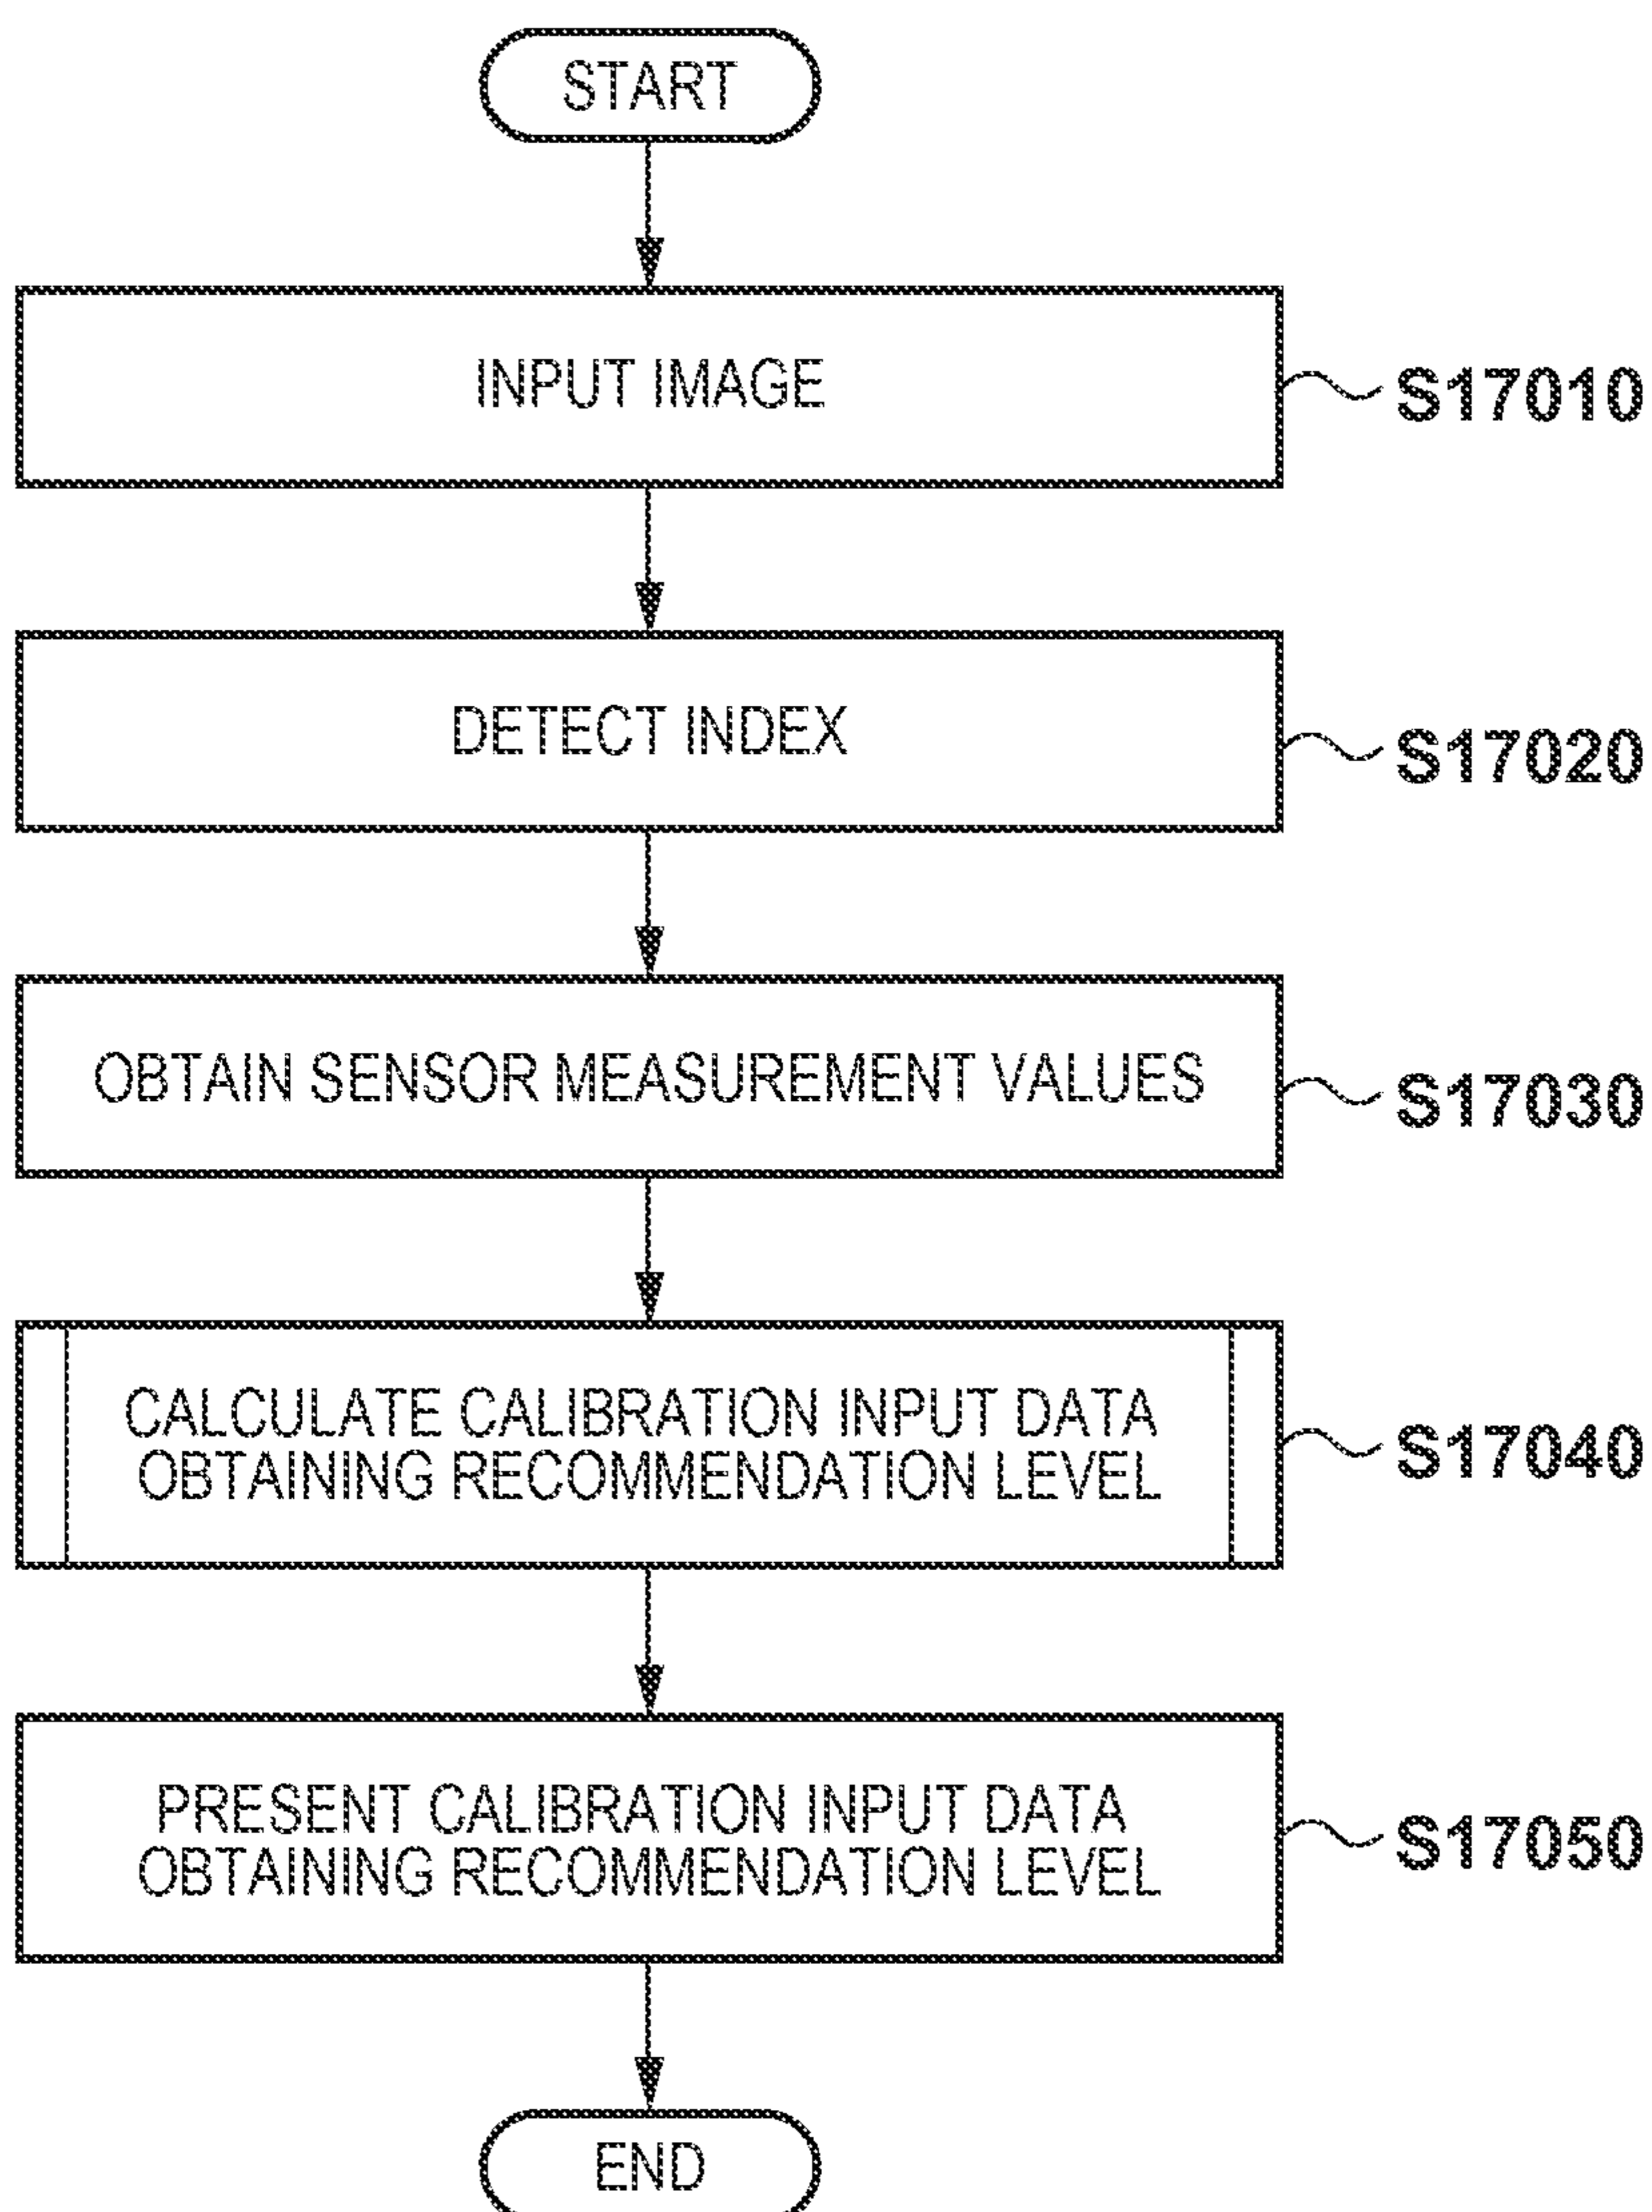 START
INPUT IMAGE
S17010
DETECT INDEX
S17020
OBTAIN SENSOR MEASUREMENT VALUES
S17030
CALCULATE CALIBRATION INPUT DATA
OBTAINING RECOMMENDATION LEVEL
S17040
PRESENT CALIBRATION INPUT DATA
OBTAINING RECOMMENDATION LEVEL
S17050
END